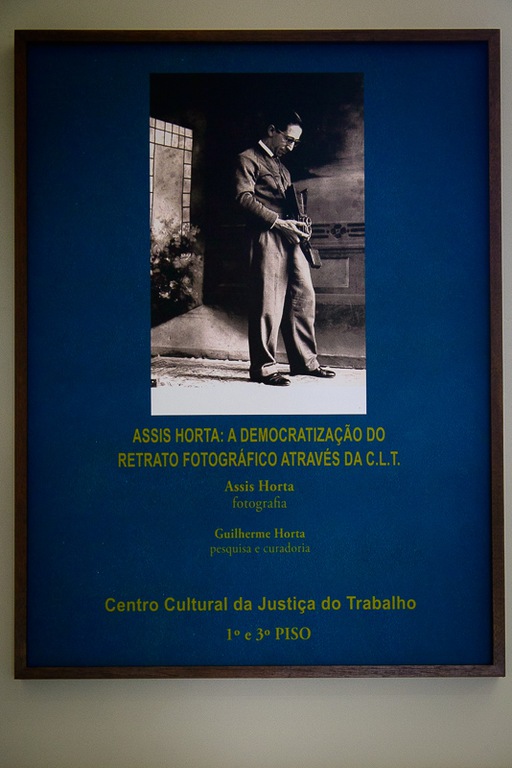 ASSIS HORTA: A DEMOCRATIZAÇÃO DO
RETRATO FOTOGRÁFICO ATRAVÉS DA C.L.T.
Assis Horta
fotografia
Guilherme Horta
pesquisa e curadoria
Centro Cultural da Justiça do Trabalho
1º e 3º PISO